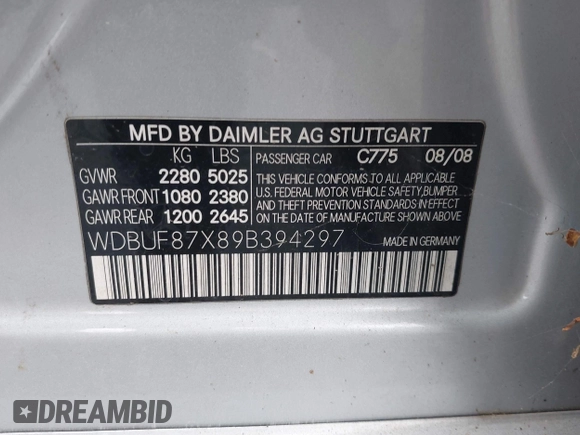 MFD BY DAIMLER AG STUTTGART
KG LBS
GVWR 2280 5025
GAWR FRONT 1080 2380
GAWR REAR 1200 2645
PASSENGER CAR C775 08/08
THIS VEHICLE CONFORMS TO ALL APPLICABLE
U.S. FEDERAL MOTOR VEHICLE SAFETY, BUMPER,
AND THEFT PREVENTION STANDARDS IN EFFECT
ON THE DATE OF MANUFACTURE SHOWN ABOVE.
WDBUF87X89B394297 MADE IN GERMANY
DREAMBID